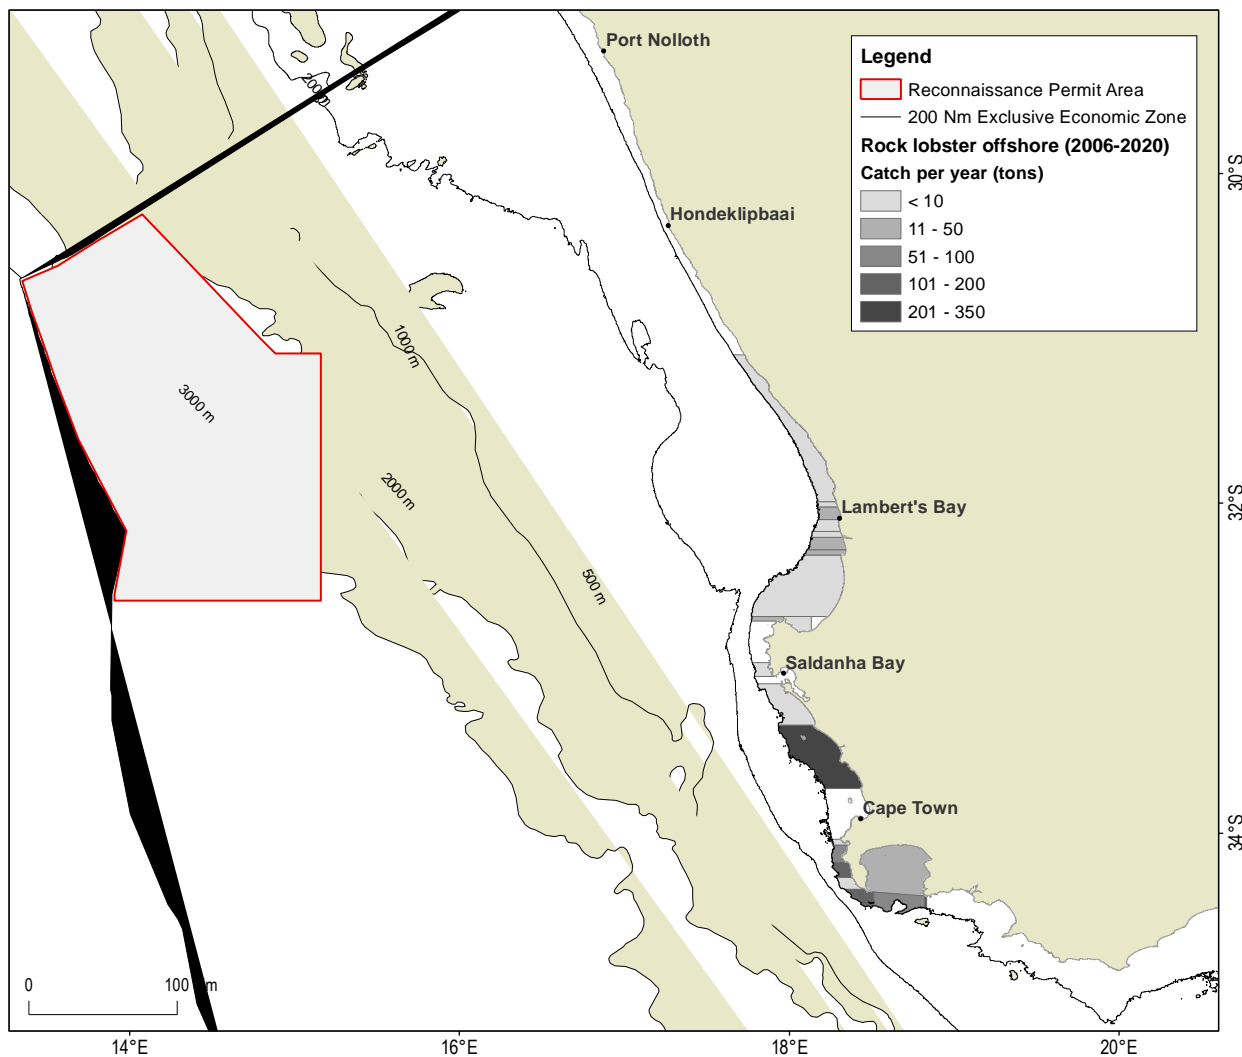 Port Nolloth
Legend
Reconnaissance Permit Area
200 Nm Exclusive Economic Zone
Rock lobster offshore (2006-2020)
Catch per year (tons)
< 10
11 - 50
51 - 100
101 - 200
201 - 350
200 m
30°S
Hondeklipbaai
1000 m
3000 m
2000 m
32°S
Lambert's Bay
500 m
Saldanha Bay
Cape Town
34°S
0
100 m
14°E
16°E
18°E
20°E